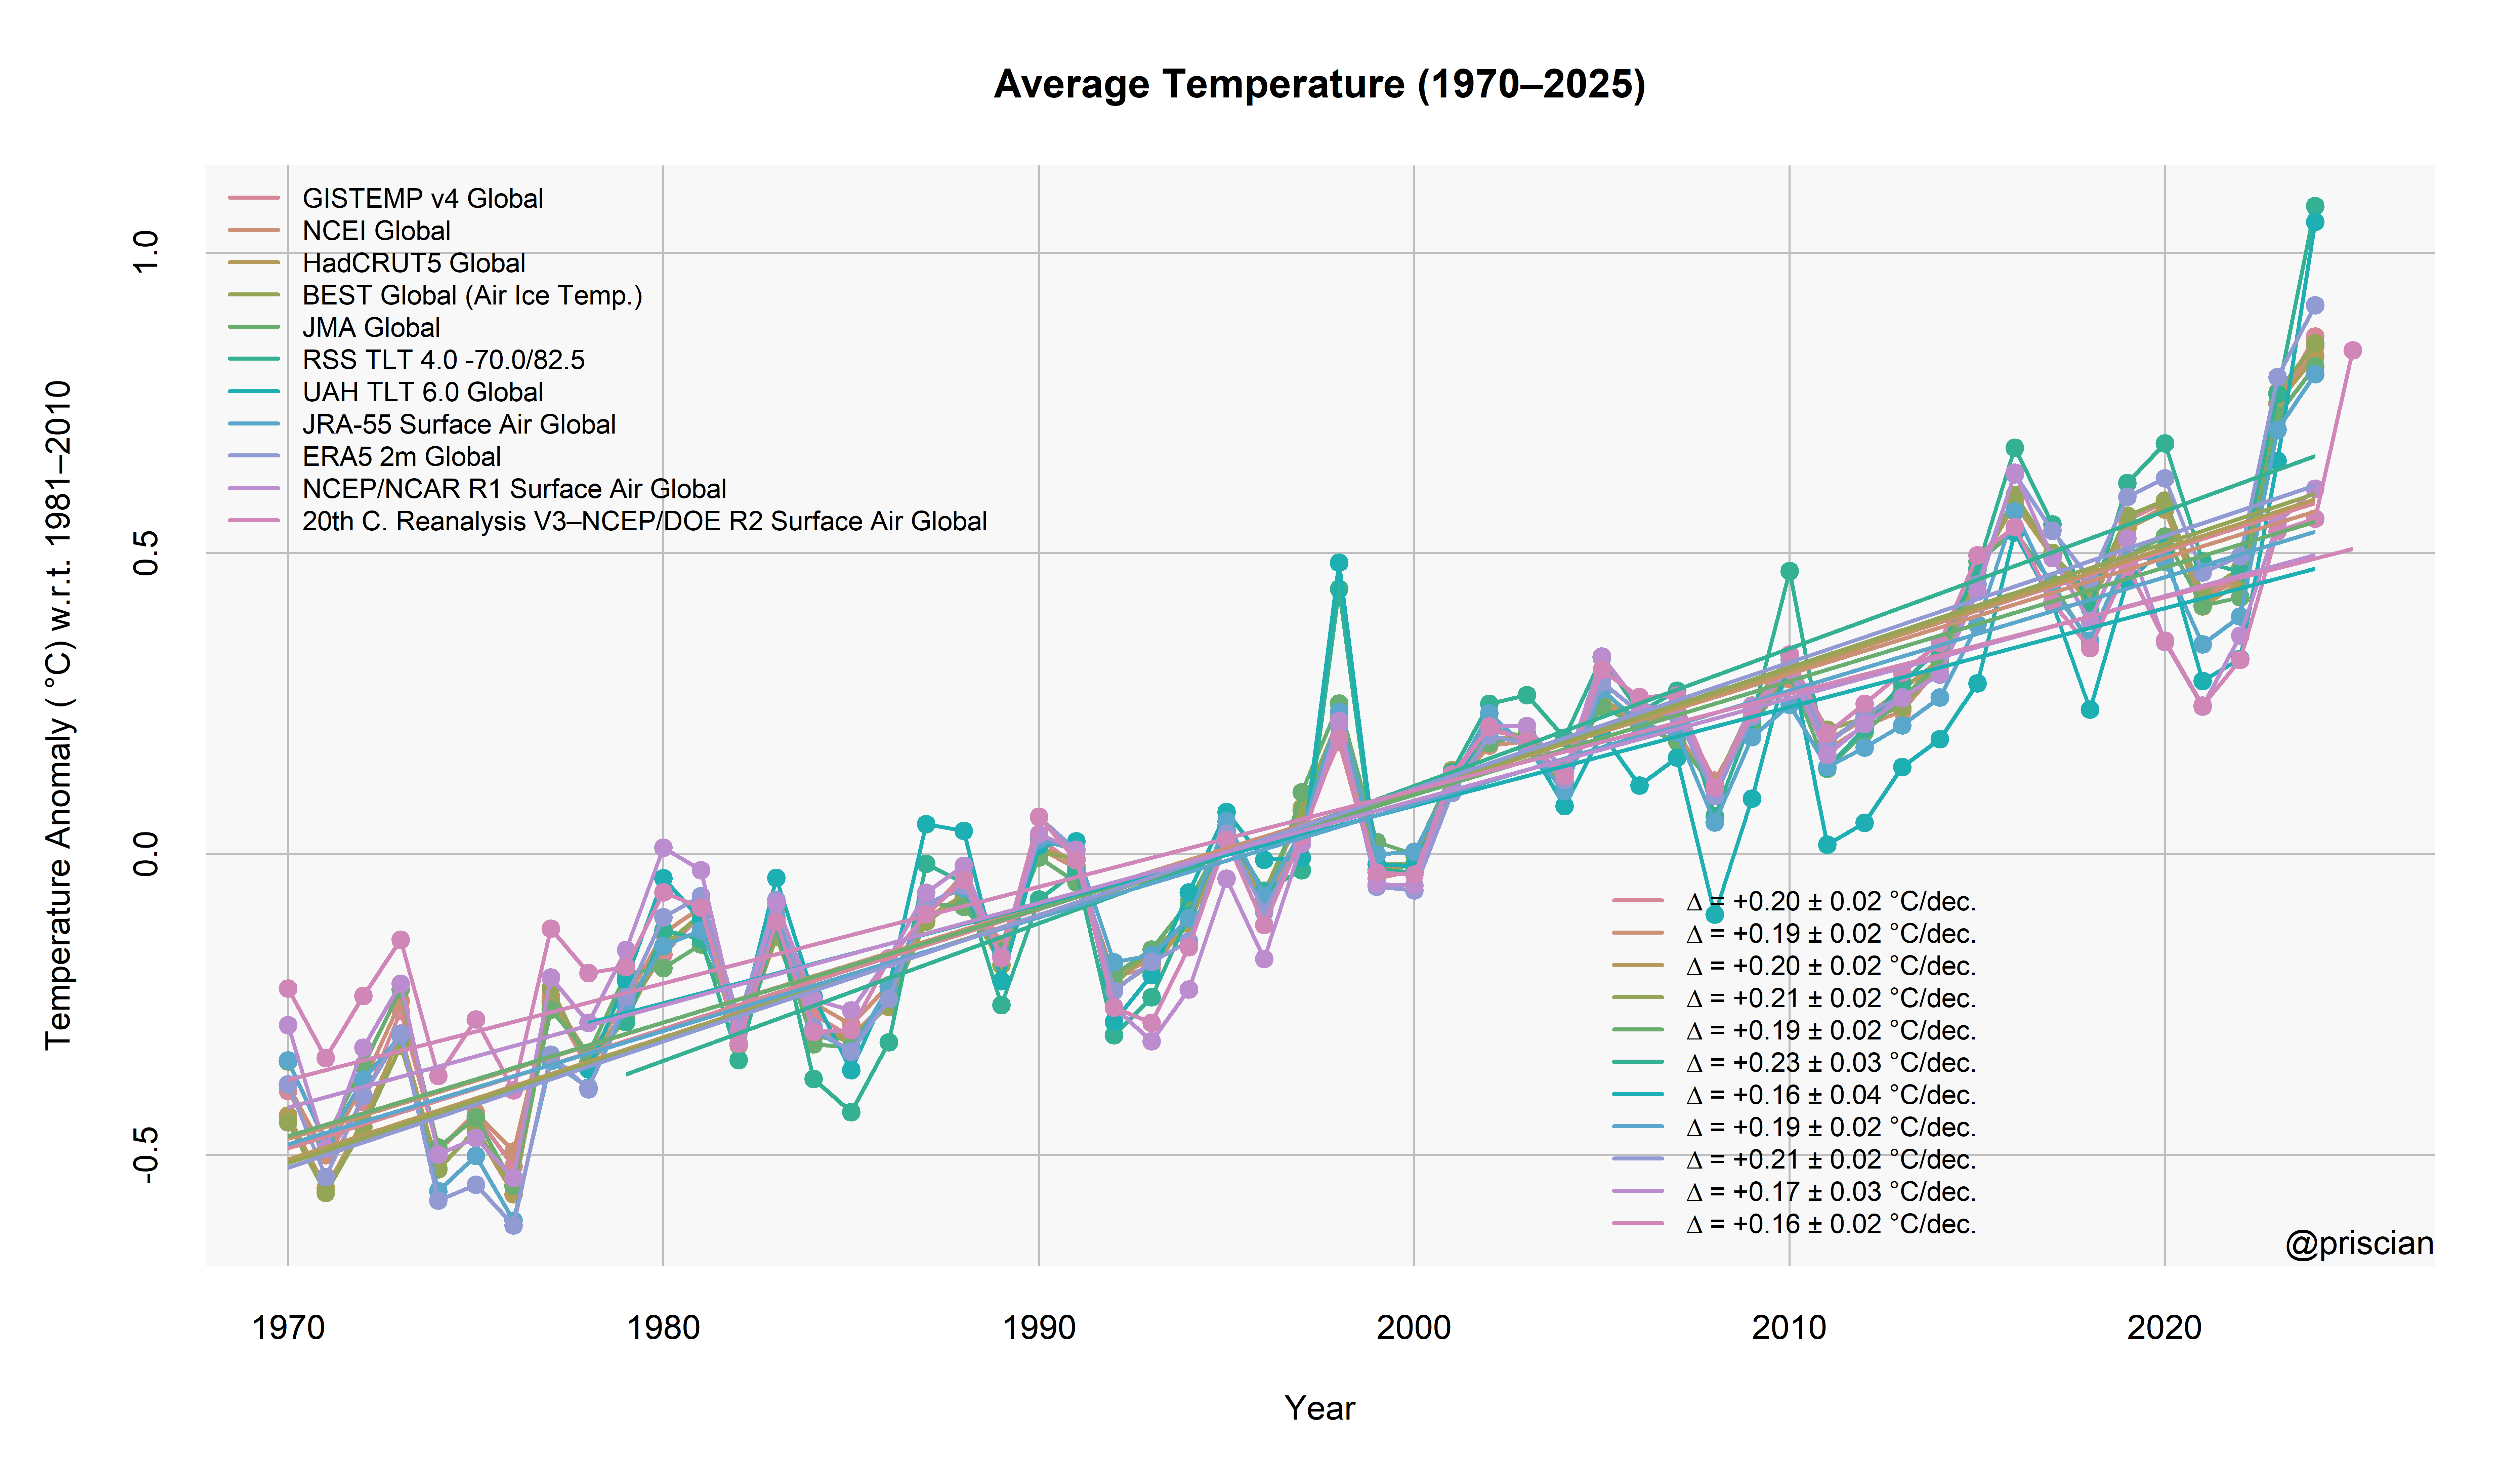 Average Temperature (1970–2025)
Temperature Anomaly ( °C) w.r.t. 1981–2010
1.0
0.5
0.0
-0.5
GISTEMP v4 Global
NCEI Global
HadCRUT5 Global
BEST Global (Air Ice Temp.)
JMA Global
RSS TLT 4.0 -70.0/82.5
UAH TLT 6.0 Global
JRA-55 Surface Air Global
ERA5 2m Global
NCEP/NCAR R1 Surface Air Global
20th C. Reanalysis V3–NCEP/DOE R2 Surface Air Global
Δ = +0.20 ± 0.02 °C/dec.
Δ = +0.19 ± 0.02 °C/dec.
Δ = +0.20 ± 0.02 °C/dec.
Δ = +0.21 ± 0.02 °C/dec.
Δ = +0.19 ± 0.02 °C/dec.
Δ = +0.23 ± 0.03 °C/dec.
Δ = +0.16 ± 0.04 °C/dec.
Δ = +0.19 ± 0.02 °C/dec.
Δ = +0.21 ± 0.02 °C/dec.
Δ = +0.17 ± 0.03 °C/dec.
Δ = +0.16 ± 0.02 °C/dec.
@priscian
1970 1980 1990 2000 2010 2020
Year